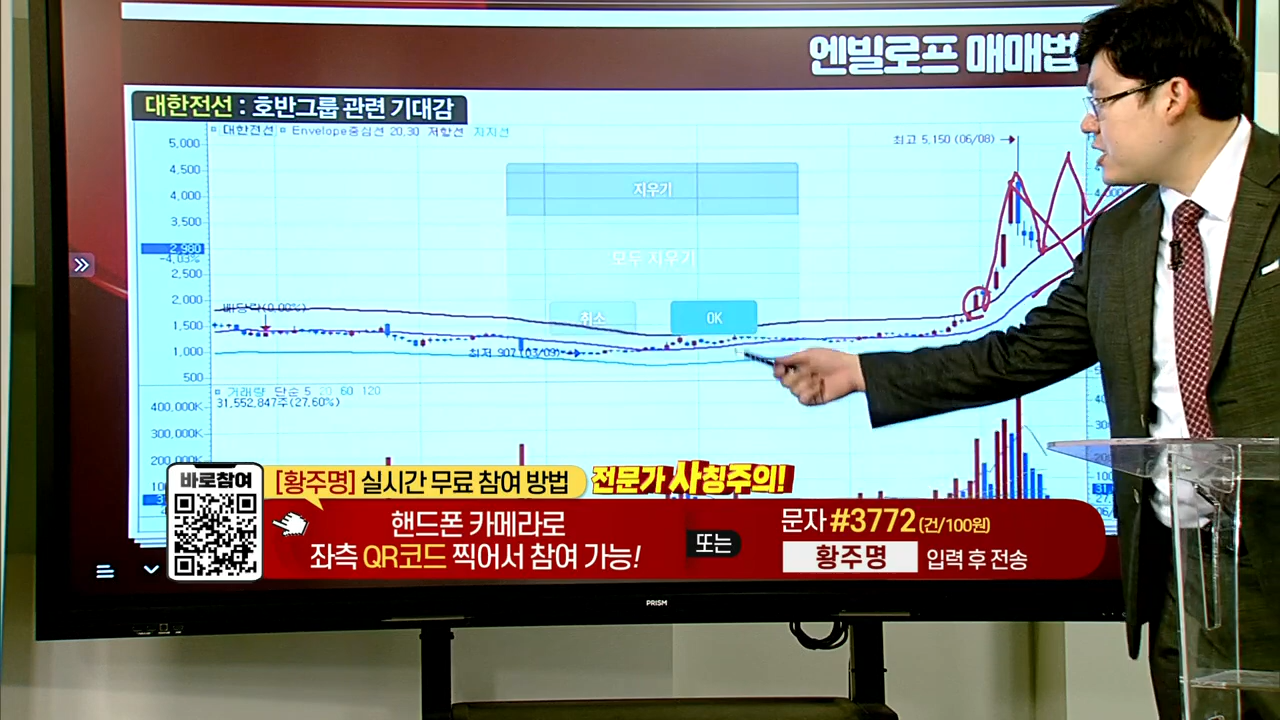 엔빌로프 매매법
대한전선 : 호반그룹 관련 기대감
대한전선 Envelope중심선 20,30 저항선 지지선
최고 5,150 (06/08)
5,000
4,500
4,000
3,500
2,980
-4.03%
2,500
2,000
1,500
1,000
500
지우기
모두 지우기
취소
OK
배당락(0.00%)
최저 907 (03/09)
거래량 단순 5 20 60 120
31,552,847주(27.60%)
400,000K
300,000K
200,000K
바로참여
[황주명] 실시간 무료 참여 방법
전문가 사칭주의!
핸드폰 카메라로
좌측 QR코드 찍어서 참여 가능!
또는
문자 #3772 (건/100원)
황주명 입력 후 전송
PRISM